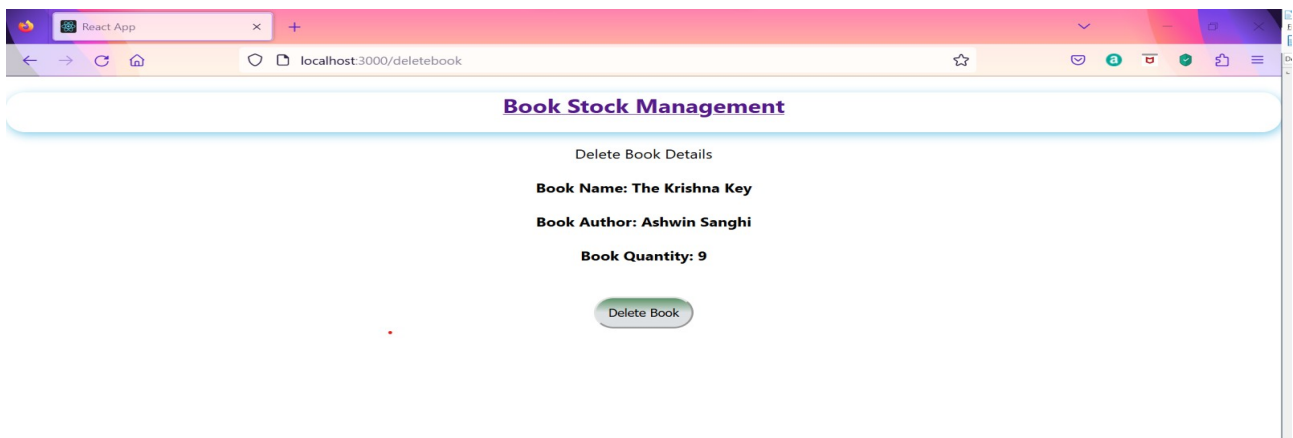 React App
localhost:3000/deletebook
Book Stock Management
Delete Book Details
Book Name: The Krishna Key
Book Author: Ashwin Sanghi
Book Quantity: 9
Delete Book